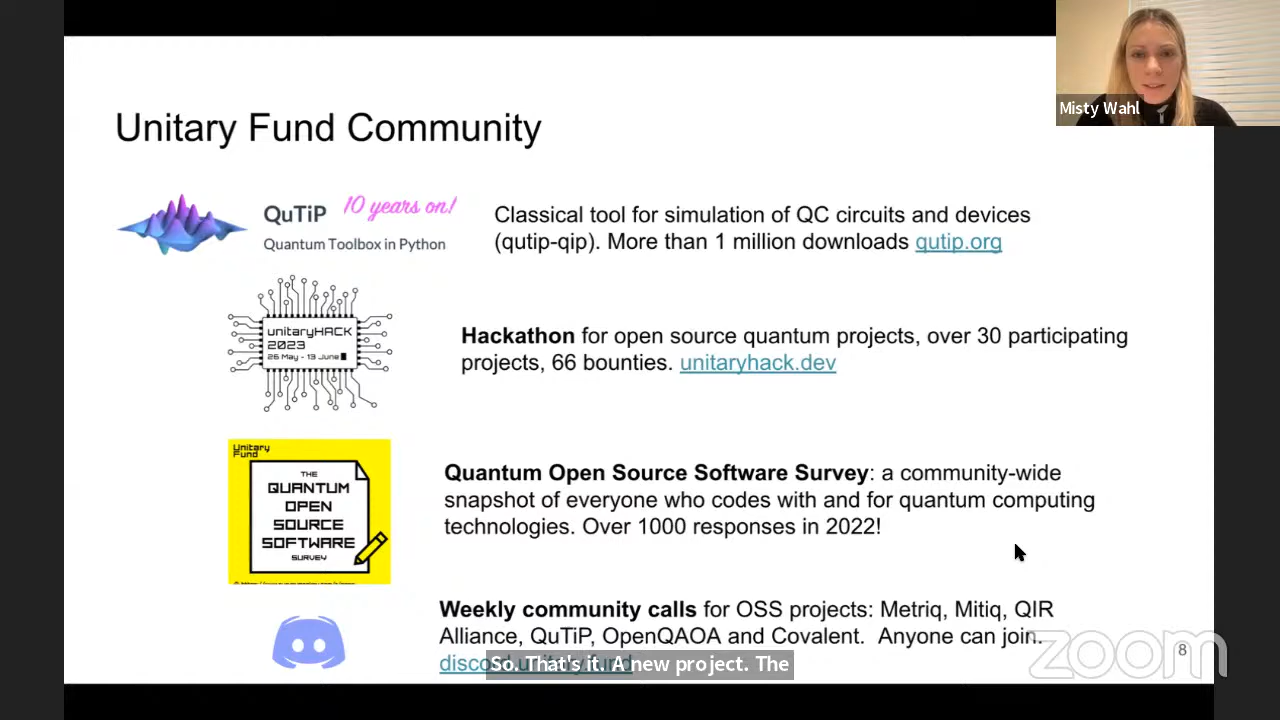 Misty Wahl
Unitary Fund Community
QuTiP 10 years on!
Quantum Toolbox in Python
Classical tool for simulation of QC circuits and devices
(qutip-qip). More than 1 million downloads qutip.org
unitaryHACK
2023
26 May - 13 June
Hackathon for open source quantum projects, over 30 participating
projects, 66 bounties. unitaryhack.dev
Unitary
Fund
THE
QUANTUM
OPEN
SOURCE
SOFTWARE
SURVEY
Quantum Open Source Software Survey: a community-wide
snapshot of everyone who codes with and for quantum computing
technologies. Over 1000 responses in 2022!
Weekly community calls for OSS projects: Metriq, Mitiq, QIR
Alliance, QuTiP, OpenQAOA and Covalent. Anyone can join.
So. That's it. A new project. The
zoom
8